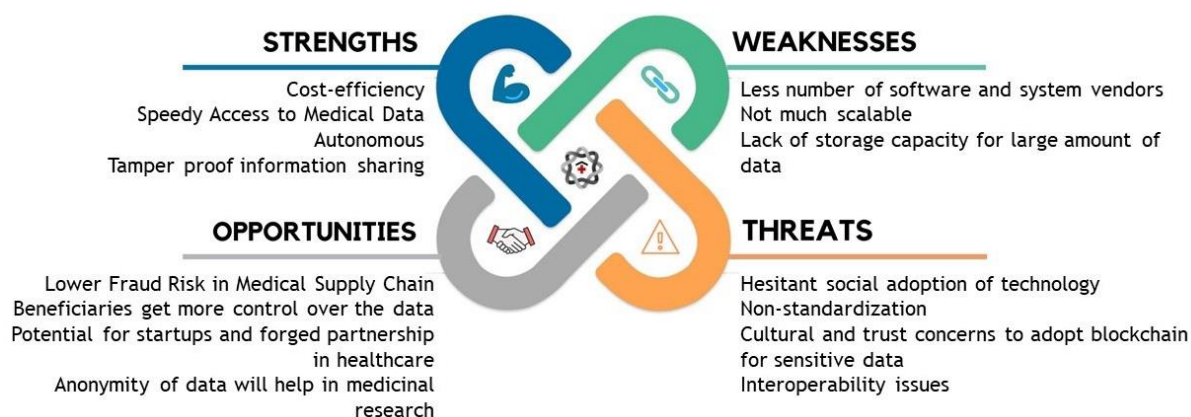 STRENGTHS
Cost-efficiency
Speedy Access to Medical Data
Autonomous
Tamper proof information sharing
WEAKNESSES
Less number of software and system vendors
Not much scalable
Lack of storage capacity for large amount of
data
OPPORTUNITIES
Lower Fraud Risk in Medical Supply Chain
Beneficiaries get more control over the data
Potential for startups and forged partnership
in healthcare
Anonymity of data will help in medicinal
research
THREATS
Hesitant social adoption of technology
Non-standardization
Cultural and trust concerns to adopt blockchain
for sensitive data
Interoperability issues